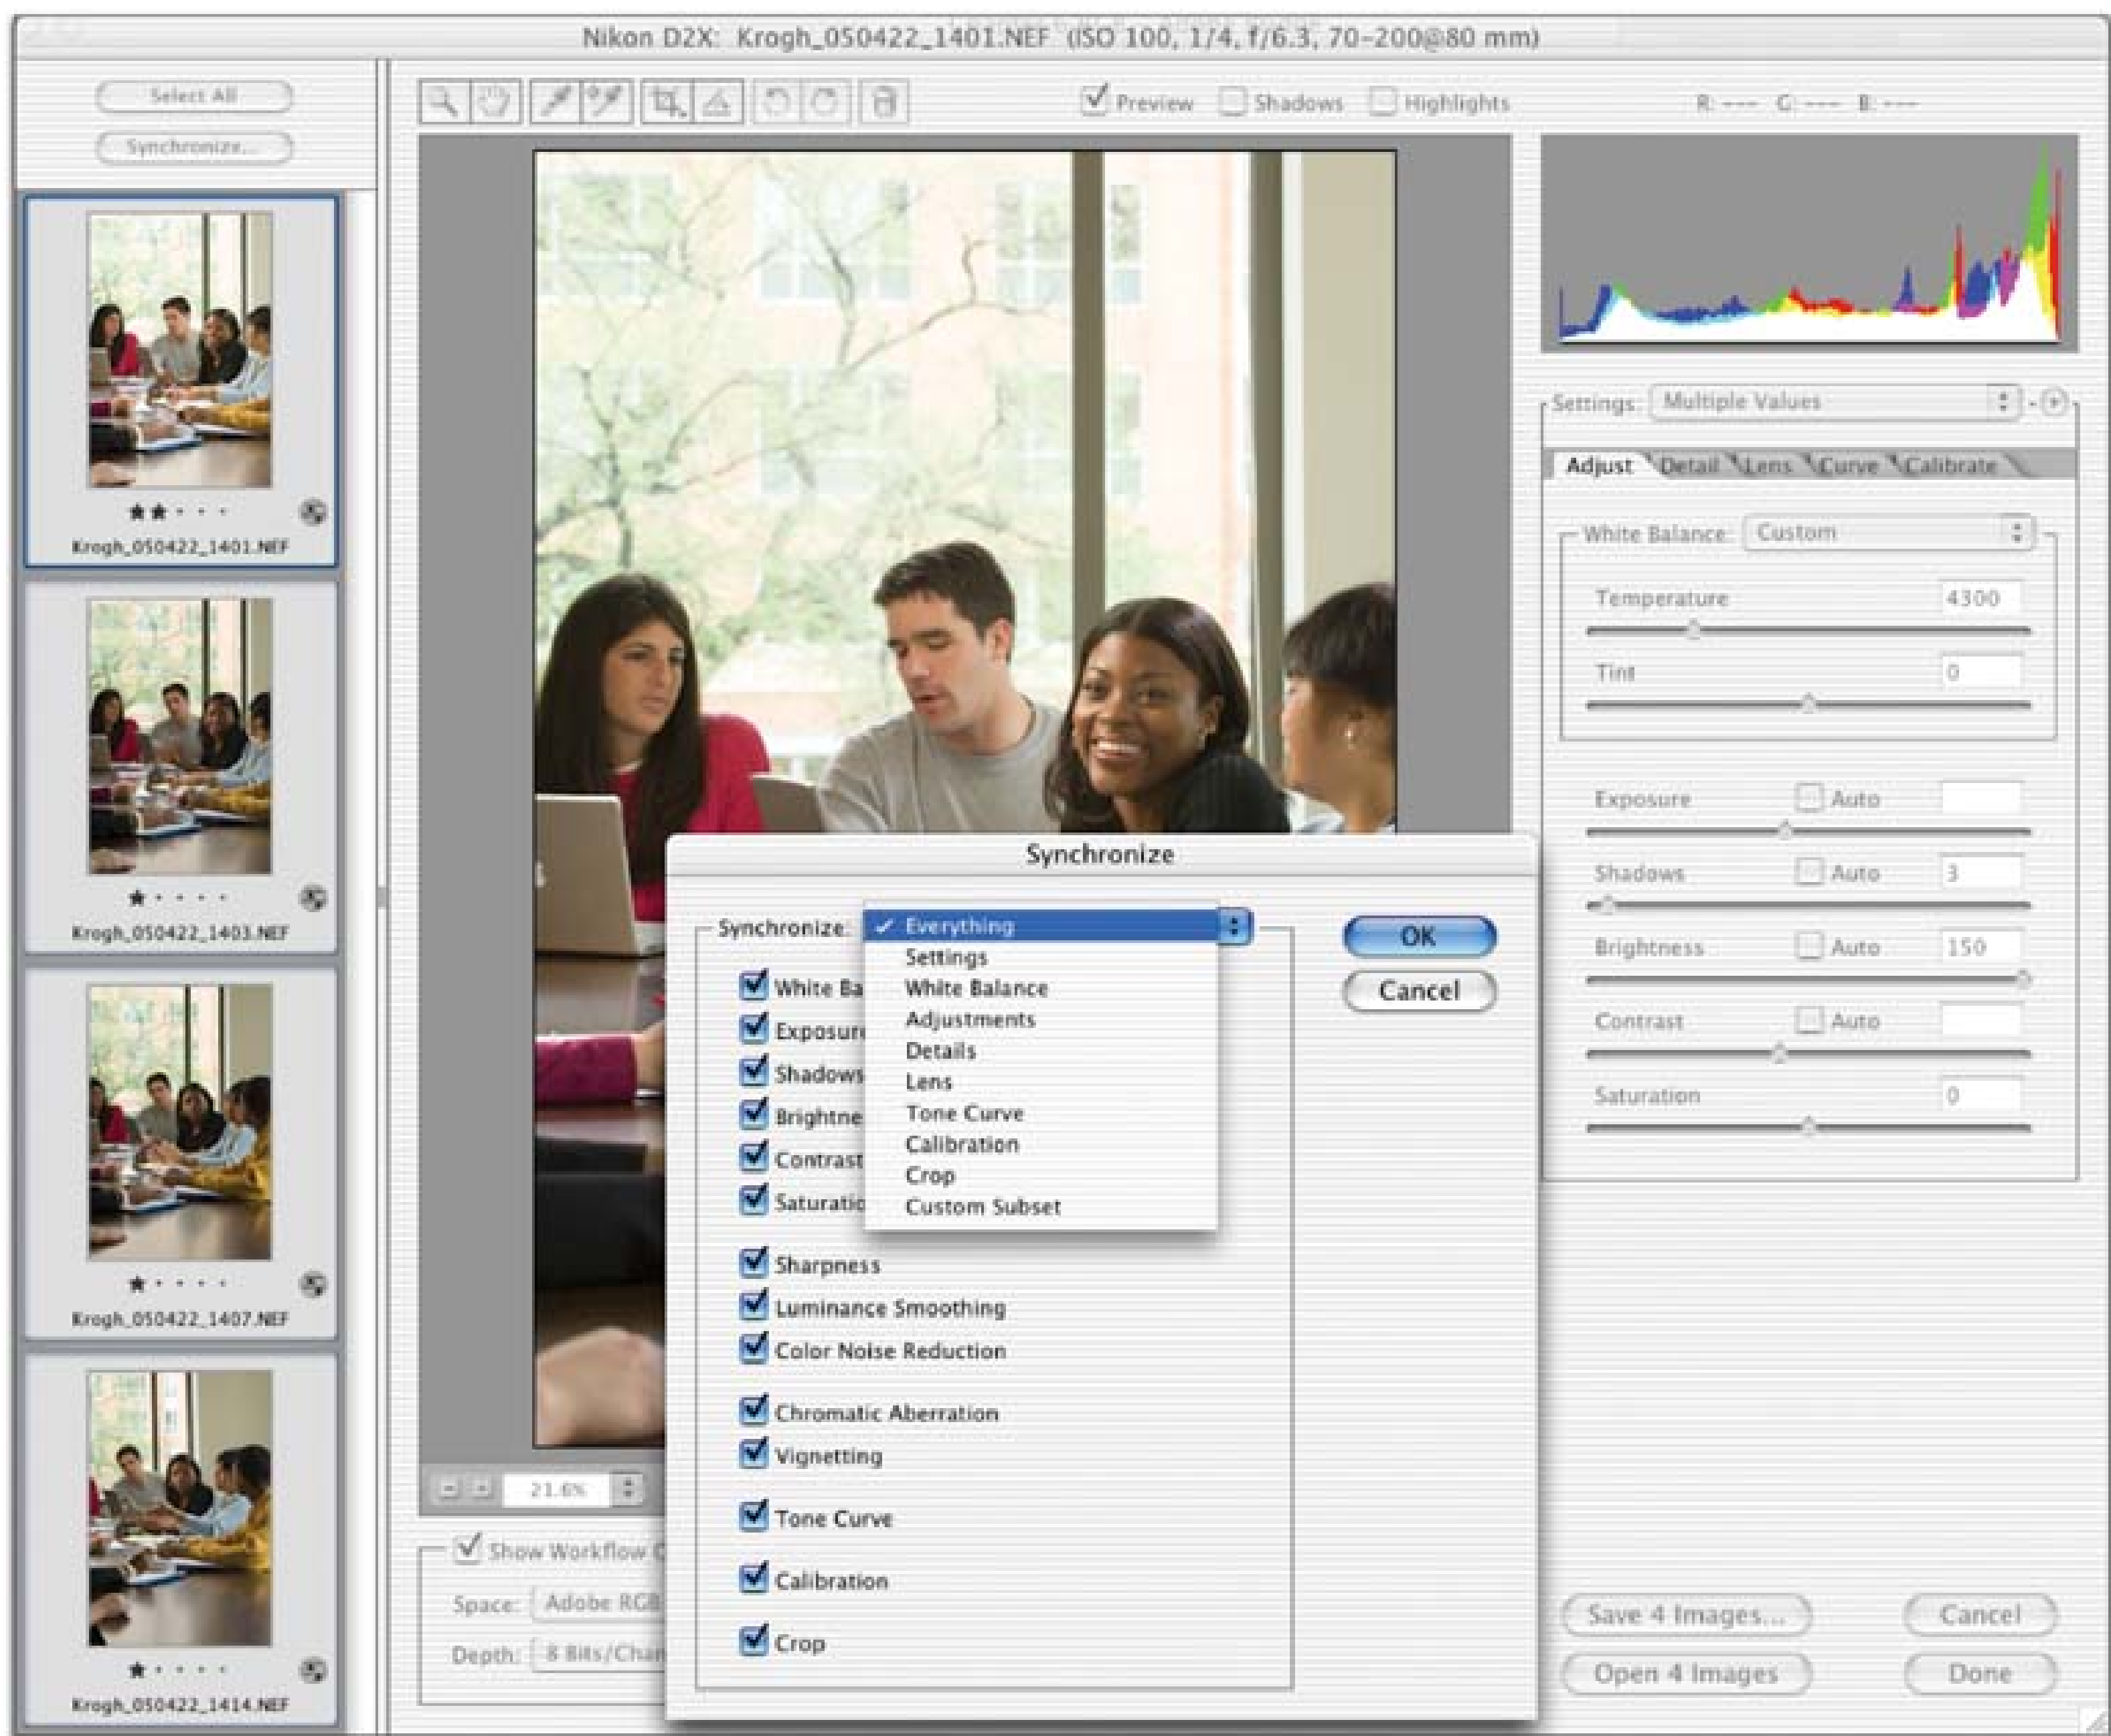 Nikon D2X: Krogh_050422_1401.NEF (ISO 100, 1/4, f/6.3, 70-200@80 mm)
Select All
Synchronize...
Preview Shadows Highlights
R: --- G: --- B: ---
Krogh_050422_1401.NEF
Krogh_050422_1403.NEF
Krogh_050422_1407.NEF
Krogh_050422_1414.NEF
21.6%
Show Workflow
Space: Adobe RGB
Depth: 8 Bits/Chan
Synchronize
Synchronize: Everything
Settings
White Balance
Adjustments
Details
Lens
Tone Curve
Calibration
Crop
Custom Subset
White Ba
Exposure
Shadows
Brightne
Contrast
Saturatio
Sharpness
Luminance Smoothing
Color Noise Reduction
Chromatic Aberration
Vignetting
Tone Curve
Calibration
Crop
OK
Cancel
Settings: Multiple Values
Adjust Detail Lens Curve Calibrate
White Balance: Custom
Temperature 4300
Tint 0
Exposure Auto
Shadows Auto 3
Brightness Auto 150
Contrast Auto
Saturation 0
Save 4 Images... Cancel
Open 4 Images Done